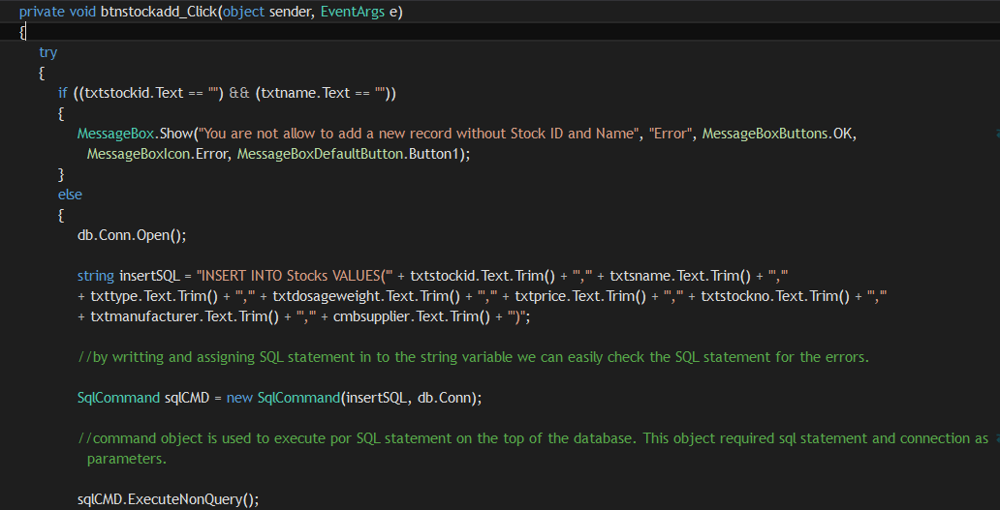 private void btnstockadd_Click(object sender, EventArgs e)
{
try
{
if ((txtstockid.Text == "") && (txtname.Text == ""))
{
MessageBox.Show("You are not allow to add a new record without Stock ID and Name", "Error", MessageBoxButtons.OK,
MessageBoxIcon.Error, MessageBoxDefaultButton.Button1);
}
else
{
db.Conn.Open();
string insertSQL = "INSERT INTO Stocks VALUES('" + txtstockid.Text.Trim() + "','" + txtsname.Text.Trim() + "','"
+ txttype.Text.Trim() + "','" + txtdosageweight.Text.Trim() + "','" + txtprice.Text.Trim() + "','" + txtstockno.Text.Trim() + "','"
+ txtmanufacturer.Text.Trim() + "','" + cmbsupplier.Text.Trim() + "')";
//by writting and assigning SQL statement in to the string variable we can easily check the SQL statement for the errors.
SqlCommand sqlCMD = new SqlCommand(insertSQL, db.Conn);
//command object is used to execute por SQL statement on the top of the database. This object required sql statement and connection as
parameters.
sqlCMD.ExecuteNonQuery();